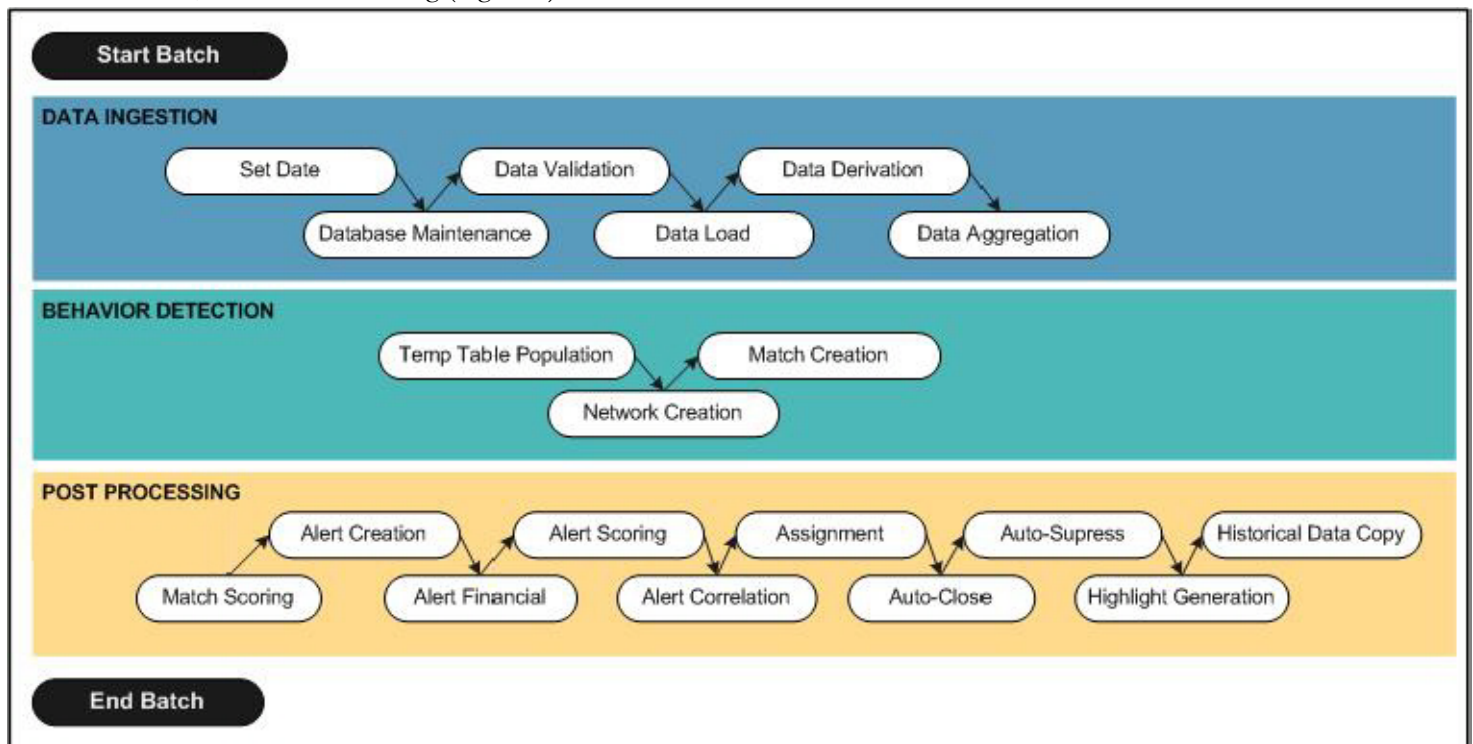 Start Batch
DATA INGESTION
Set Date
Data Validation
Data Derivation
Database Maintenance
Data Load
Data Aggregation
BEHAVIOR DETECTION
Temp Table Population
Match Creation
Network Creation
POST PROCESSING
Alert Creation
Alert Scoring
Assignment
Auto-Supress
Historical Data Copy
Match Scoring
Alert Financial
Alert Correlation
Auto-Close
Highlight Generation
End Batch